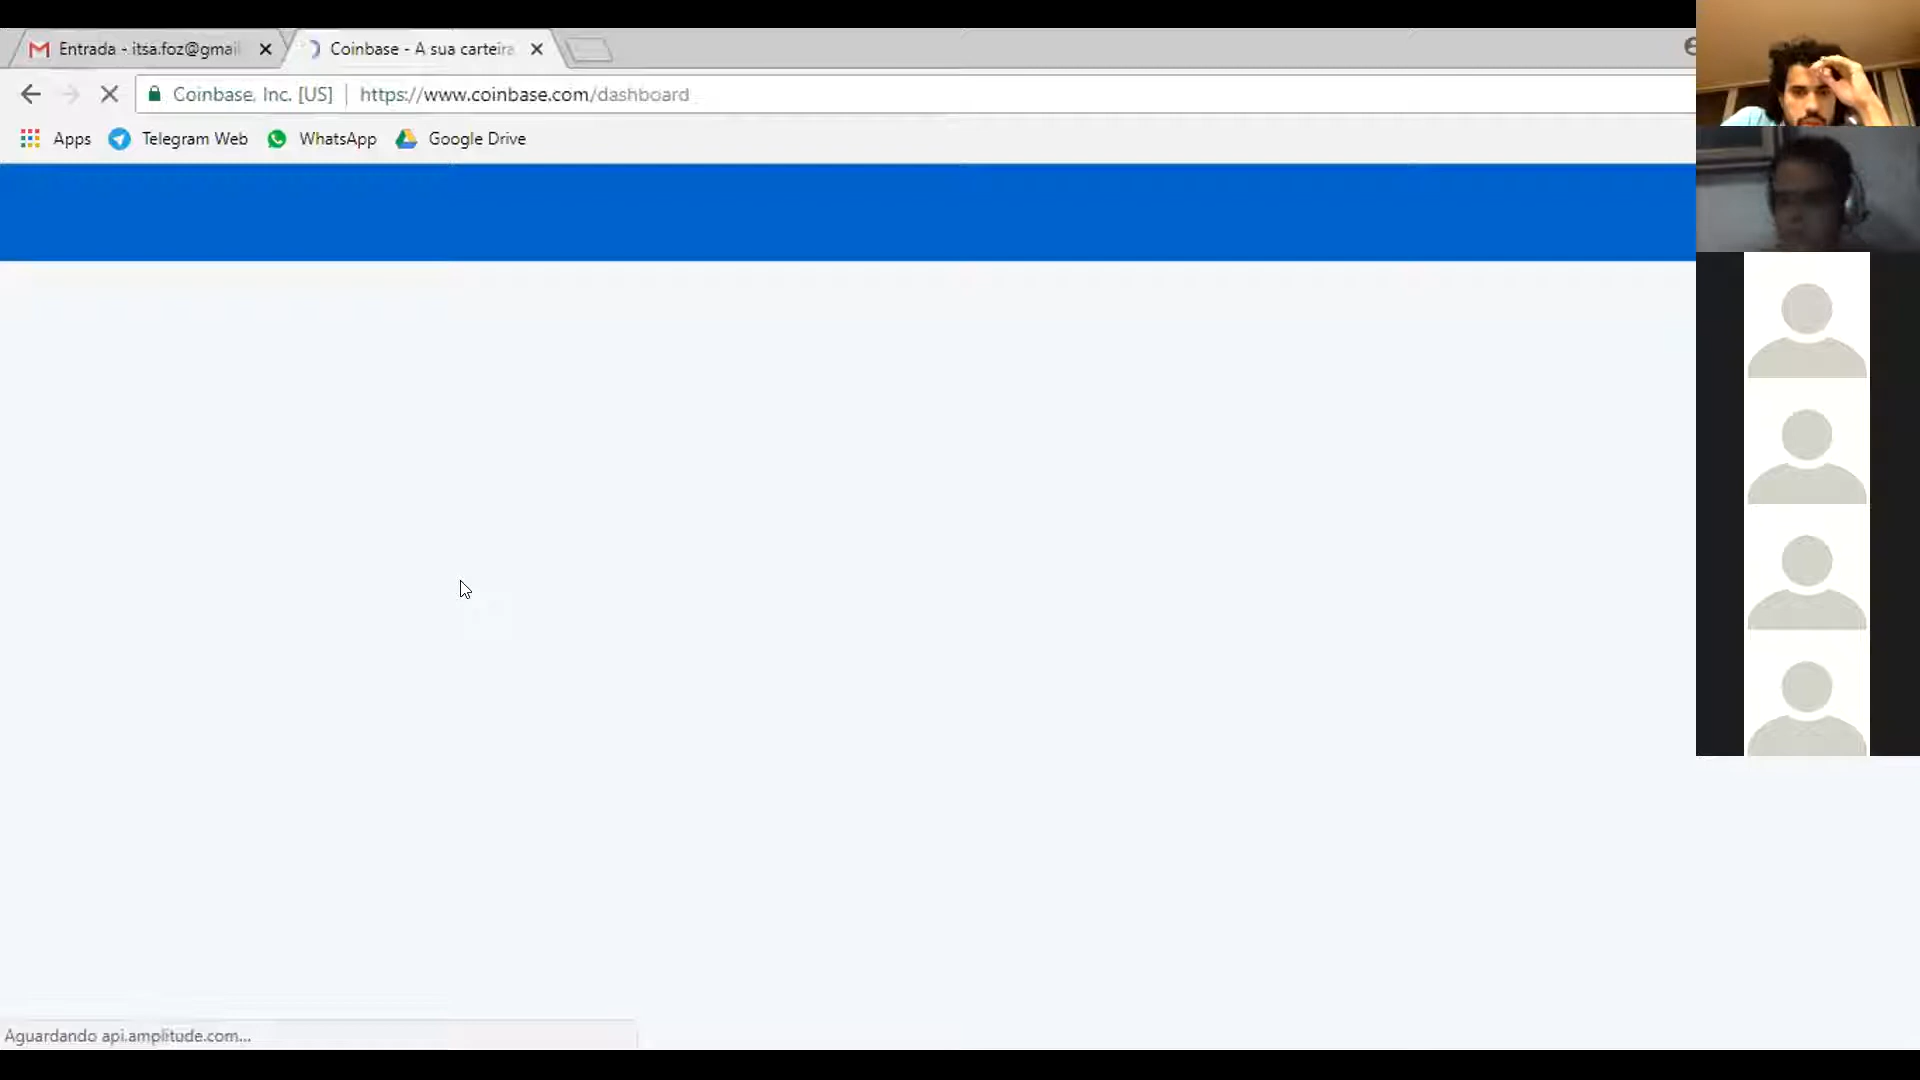 Entrada - itsa.foz@gmail
Coinbase - A sua carteira
Coinbase, Inc. [US]
https://www.coinbase.com/dashboard
Apps
Telegram Web
WhatsApp
Google Drive
Aguardando api.amplitude.com...